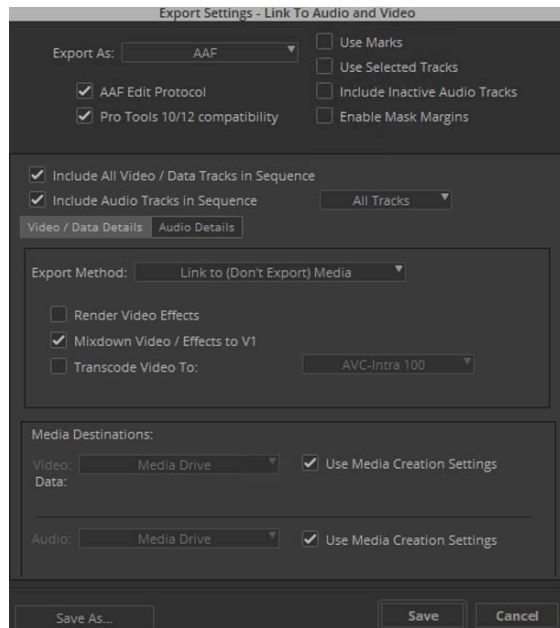 Export Settings - Link To Audio and Video
Export As: AAF
Use Marks
Use Selected Tracks
AAF Edit Protocol
Include Inactive Audio Tracks
Pro Tools 10/12 compatibility
Enable Mask Margins
Include All Video / Data Tracks in Sequence
Include Audio Tracks in Sequence All Tracks
Video / Data Details Audio Details
Export Method: Link to (Don't Export) Media
Render Video Effects
Mixdown Video / Effects to V1
Transcode Video To: AVC-Intra 100
Media Destinations:
Video: Media Drive Use Media Creation Settings
Data:
Audio: Media Drive Use Media Creation Settings
Save As... Save Cancel